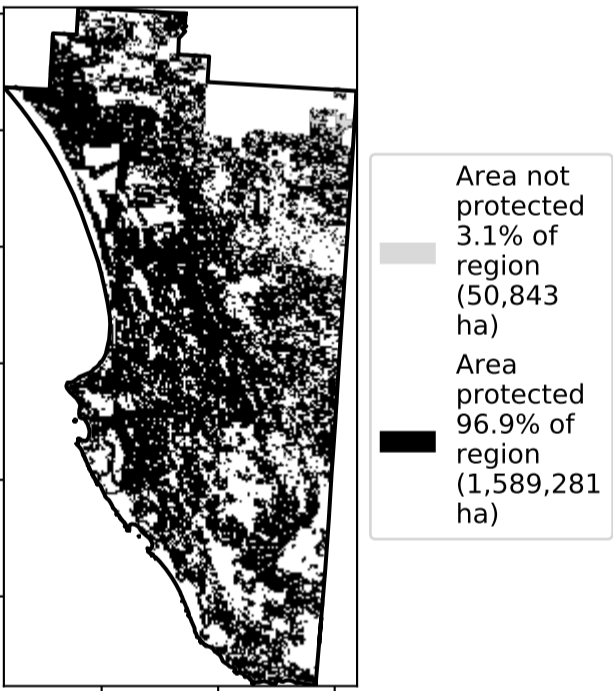 Area not
protected
3.1% of
region
(50,843
ha)
Area
protected
96.9% of
region
(1,589,281
ha)